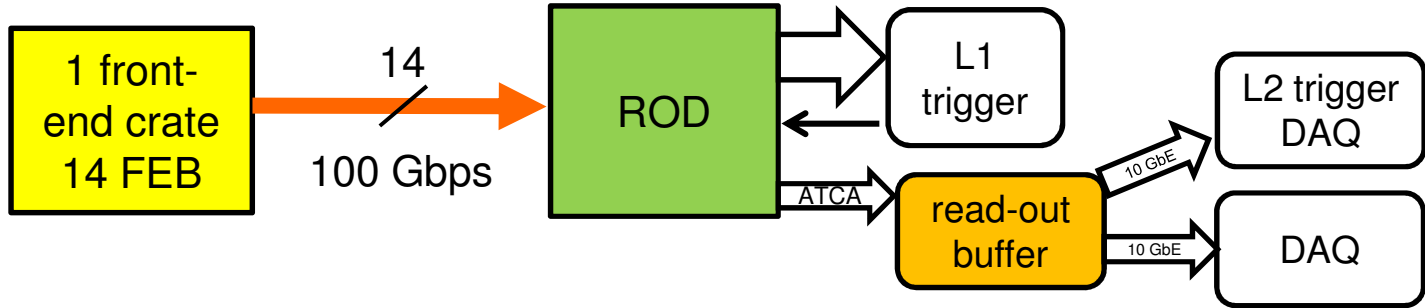 1 front-
end crate
14 FEB
14
100 Gbps
ROD
L1
trigger
ATCA
read-out
buffer
10 GbE
10 GbE
L2 trigger
DAQ
DAQ